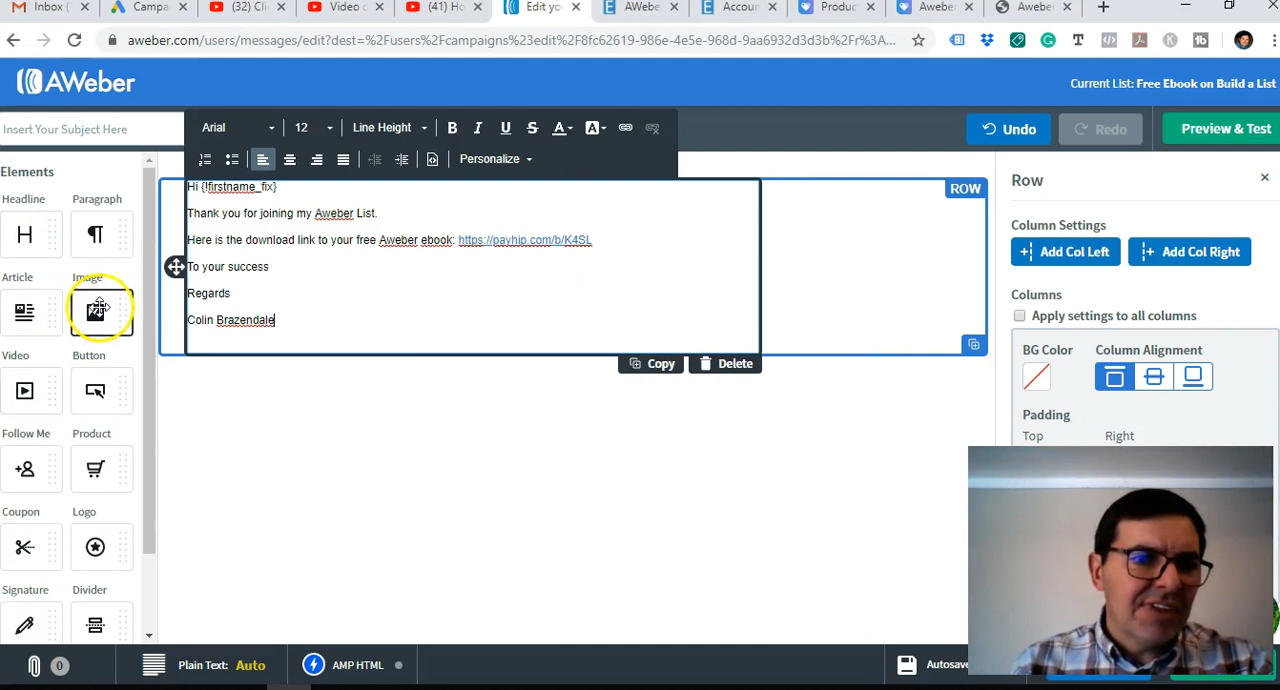 Inbox (
Campa
(32) Cli
Video c
(41) Ho
Edit yo
AWebe
Accoun
Produc
Aweber
Aweber
aweber.com/users/messages/edit?dest=%2Fusers%2Fcampaigns%23edit%2F8fc62619-986e-4e5e-968d-9aa6932d3d3b%2Fr%3A...
AWeber
Current List: Free Ebook on Build a List
Insert Your Subject Here
Arial
12
Line Height
B I U S A A
Undo
Redo
Preview & Test
Personalize
Elements
Headline
Paragraph
H
Article
Image
Video
Button
Follow Me
Product
Coupon
Logo
Signature
Divider
Hi {!firstname_fix}
Thank you for joining my Aweber List.
Here is the download link to your free Aweber ebook: https://payhip.com/b/K4SL
To your success
Regards
Colin Brazendale
ROW
Copy
Delete
Row
Column Settings
Add Col Left
Add Col Right
Columns
Apply settings to all columns
BG Color
Column Alignment
Padding
Top
Right
0
Plain Text: Auto
AMP HTML
Autosave